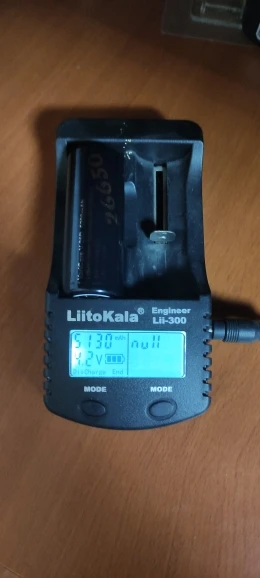 26650
LiitoKala® Engineer
Lii-300
5130 mAh null
4.2V
DisCharge End
MODE MODE